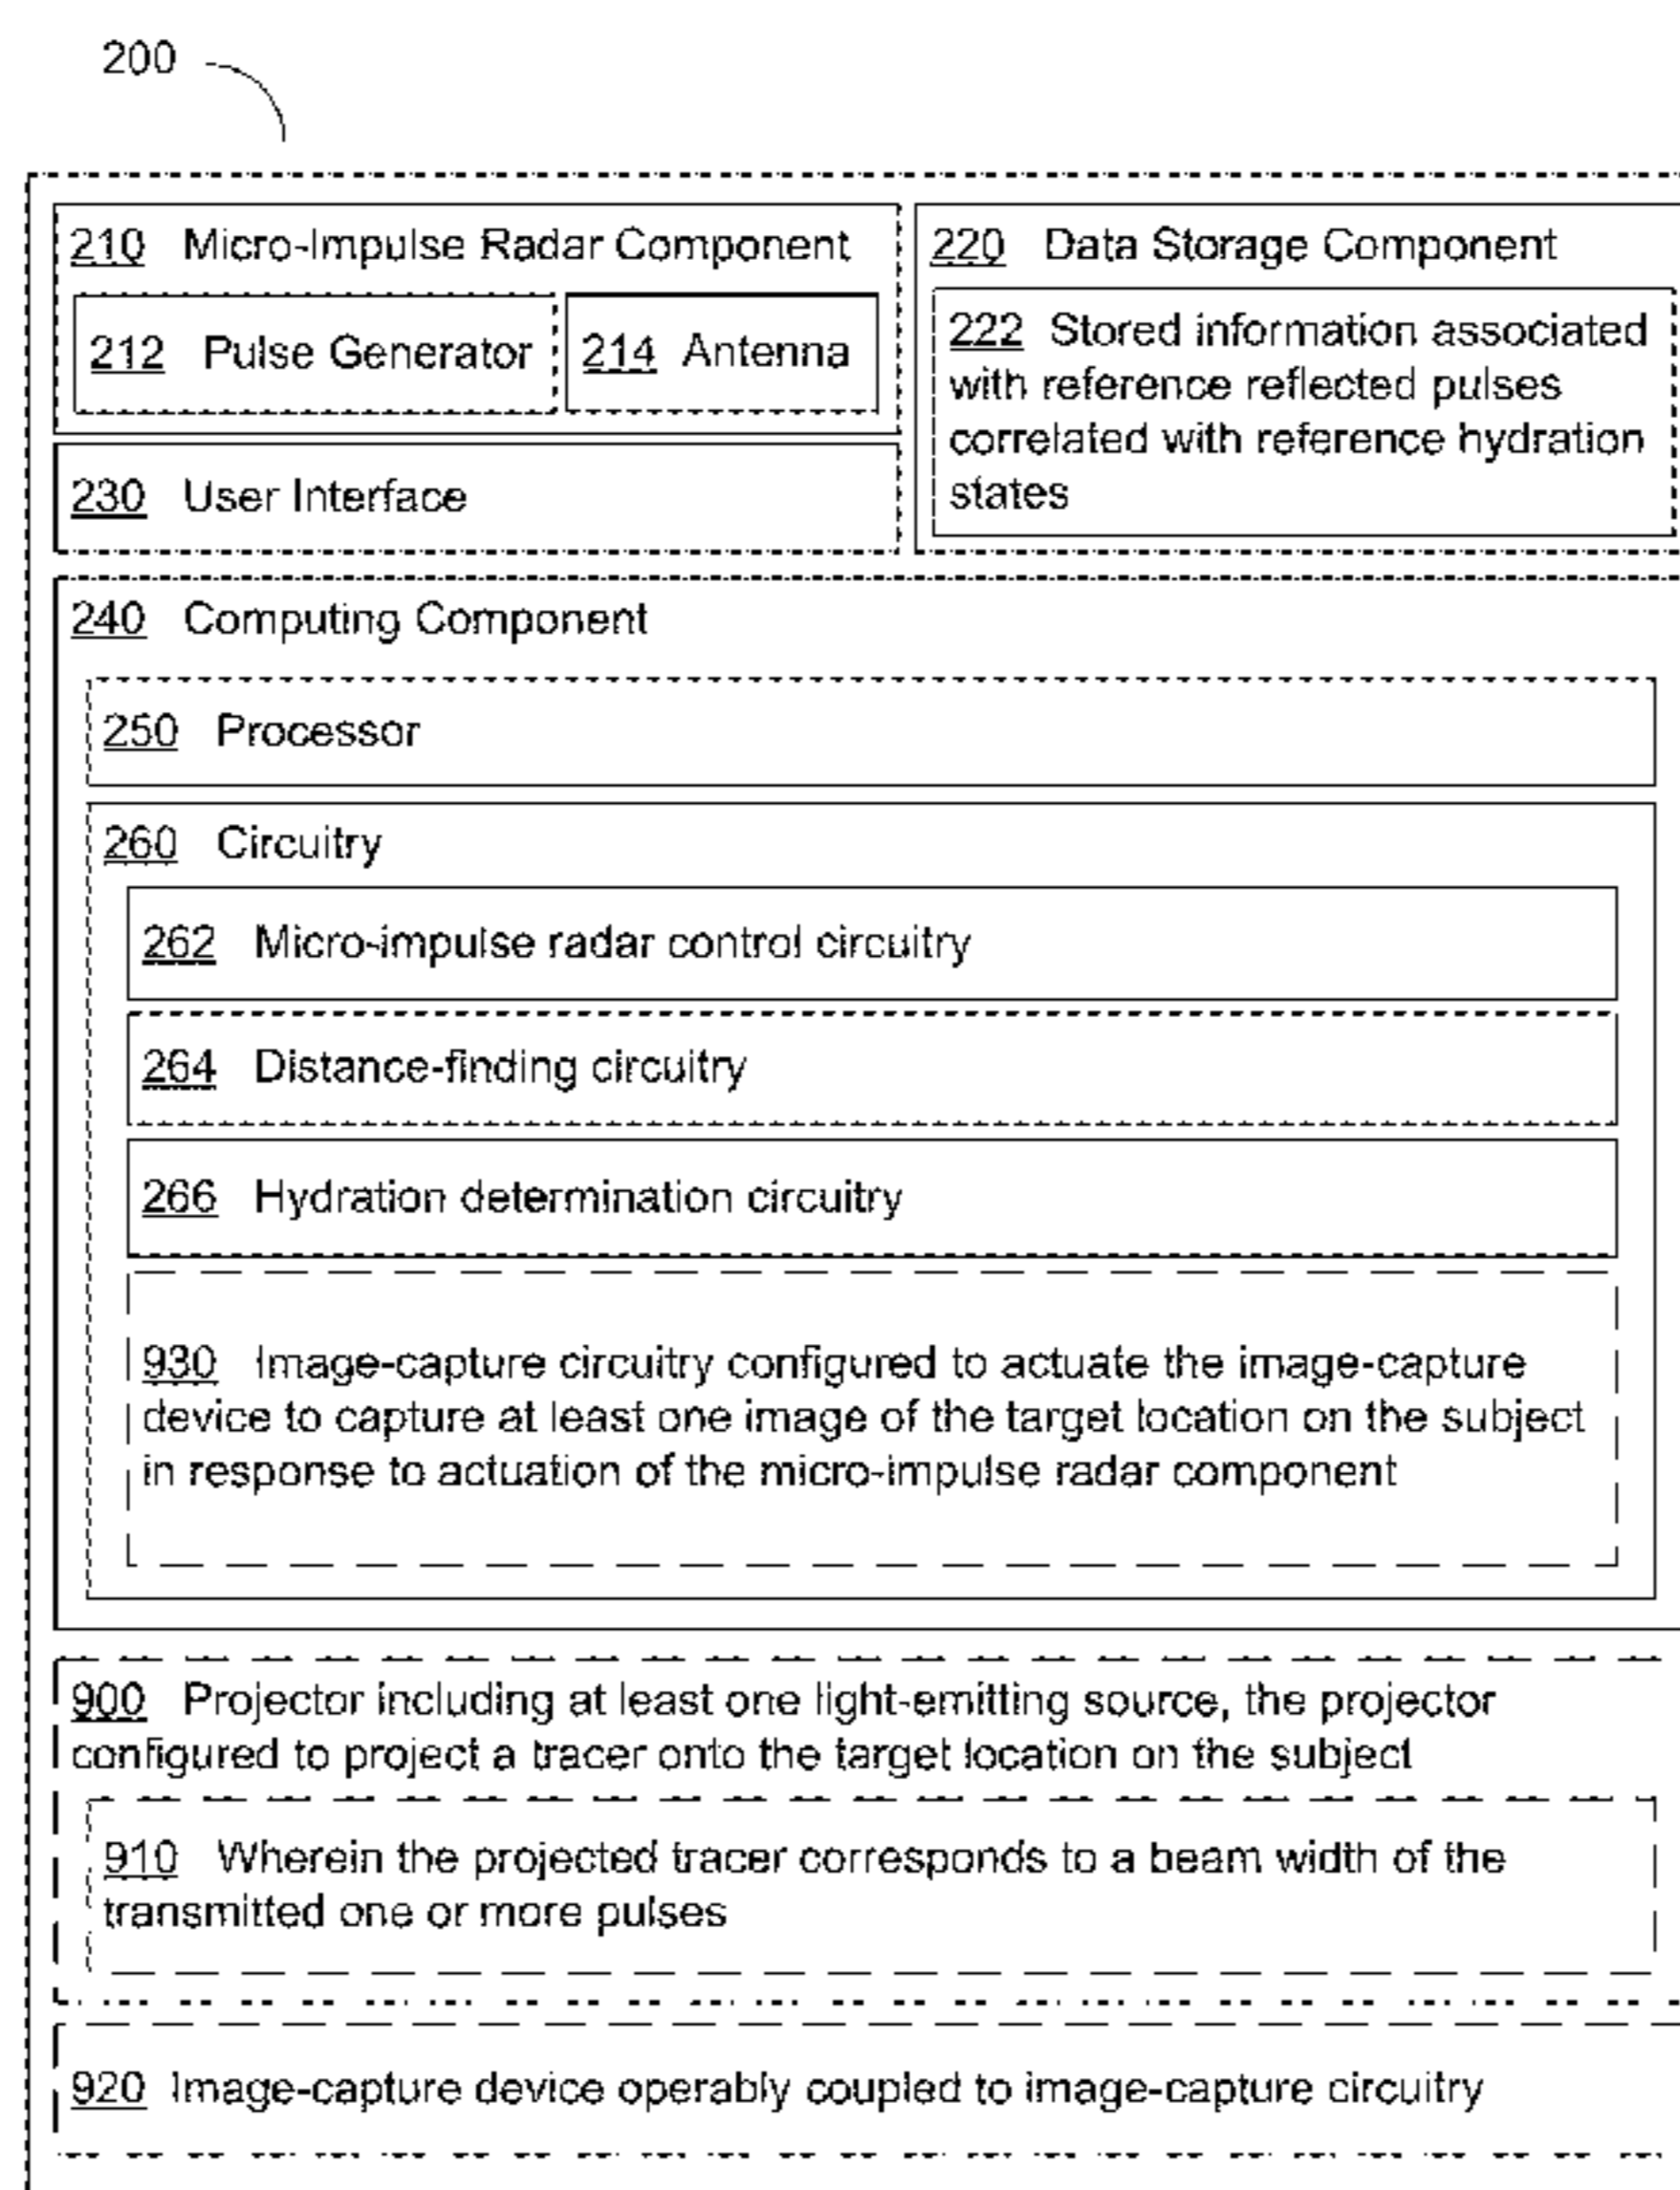 200
210 Micro-Impulse Radar Component
212 Pulse Generator
214 Antenna
220 Data Storage Component
222 Stored information associated
with reference reflected pulses
correlated with reference hydration
states
230 User Interface
240 Computing Component
250 Processor
260 Circuitry
262 Micro-impulse radar control circuitry
264 Distance-finding circuitry
266 Hydration determination circuitry
930 Image-capture circuitry configured to actuate the image-capture
device to capture at least one image of the target location on the subject
in response to actuation of the micro-impulse radar component
900 Projector including at least one light-emitting source, the projector
configured to project a tracer onto the target location on the subject
910 Wherein the projected tracer corresponds to a beam width of the
transmitted one or more pulses
920 Image-capture device operably coupled to image-capture circuitry